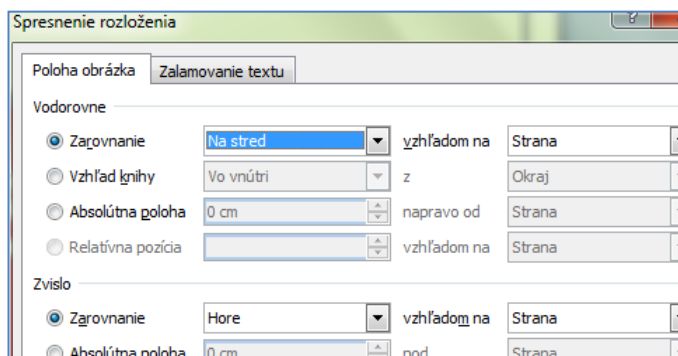 Spresnenie rozloženia ?
Poloha obrázka Zalamovanie textu
Vodorovne
Zarovnanie Na stred vzhľadom na Strana
Vzhľad knihy Vo vnútri z Okraj
Absolútna poloha 0 cm napravo od Strana
Relatívna pozícia vzhľadom na Strana
Zvislo
Zarovnanie Hore vzhľadom na Strana
Absolútna poloha 0 cm pod Strana